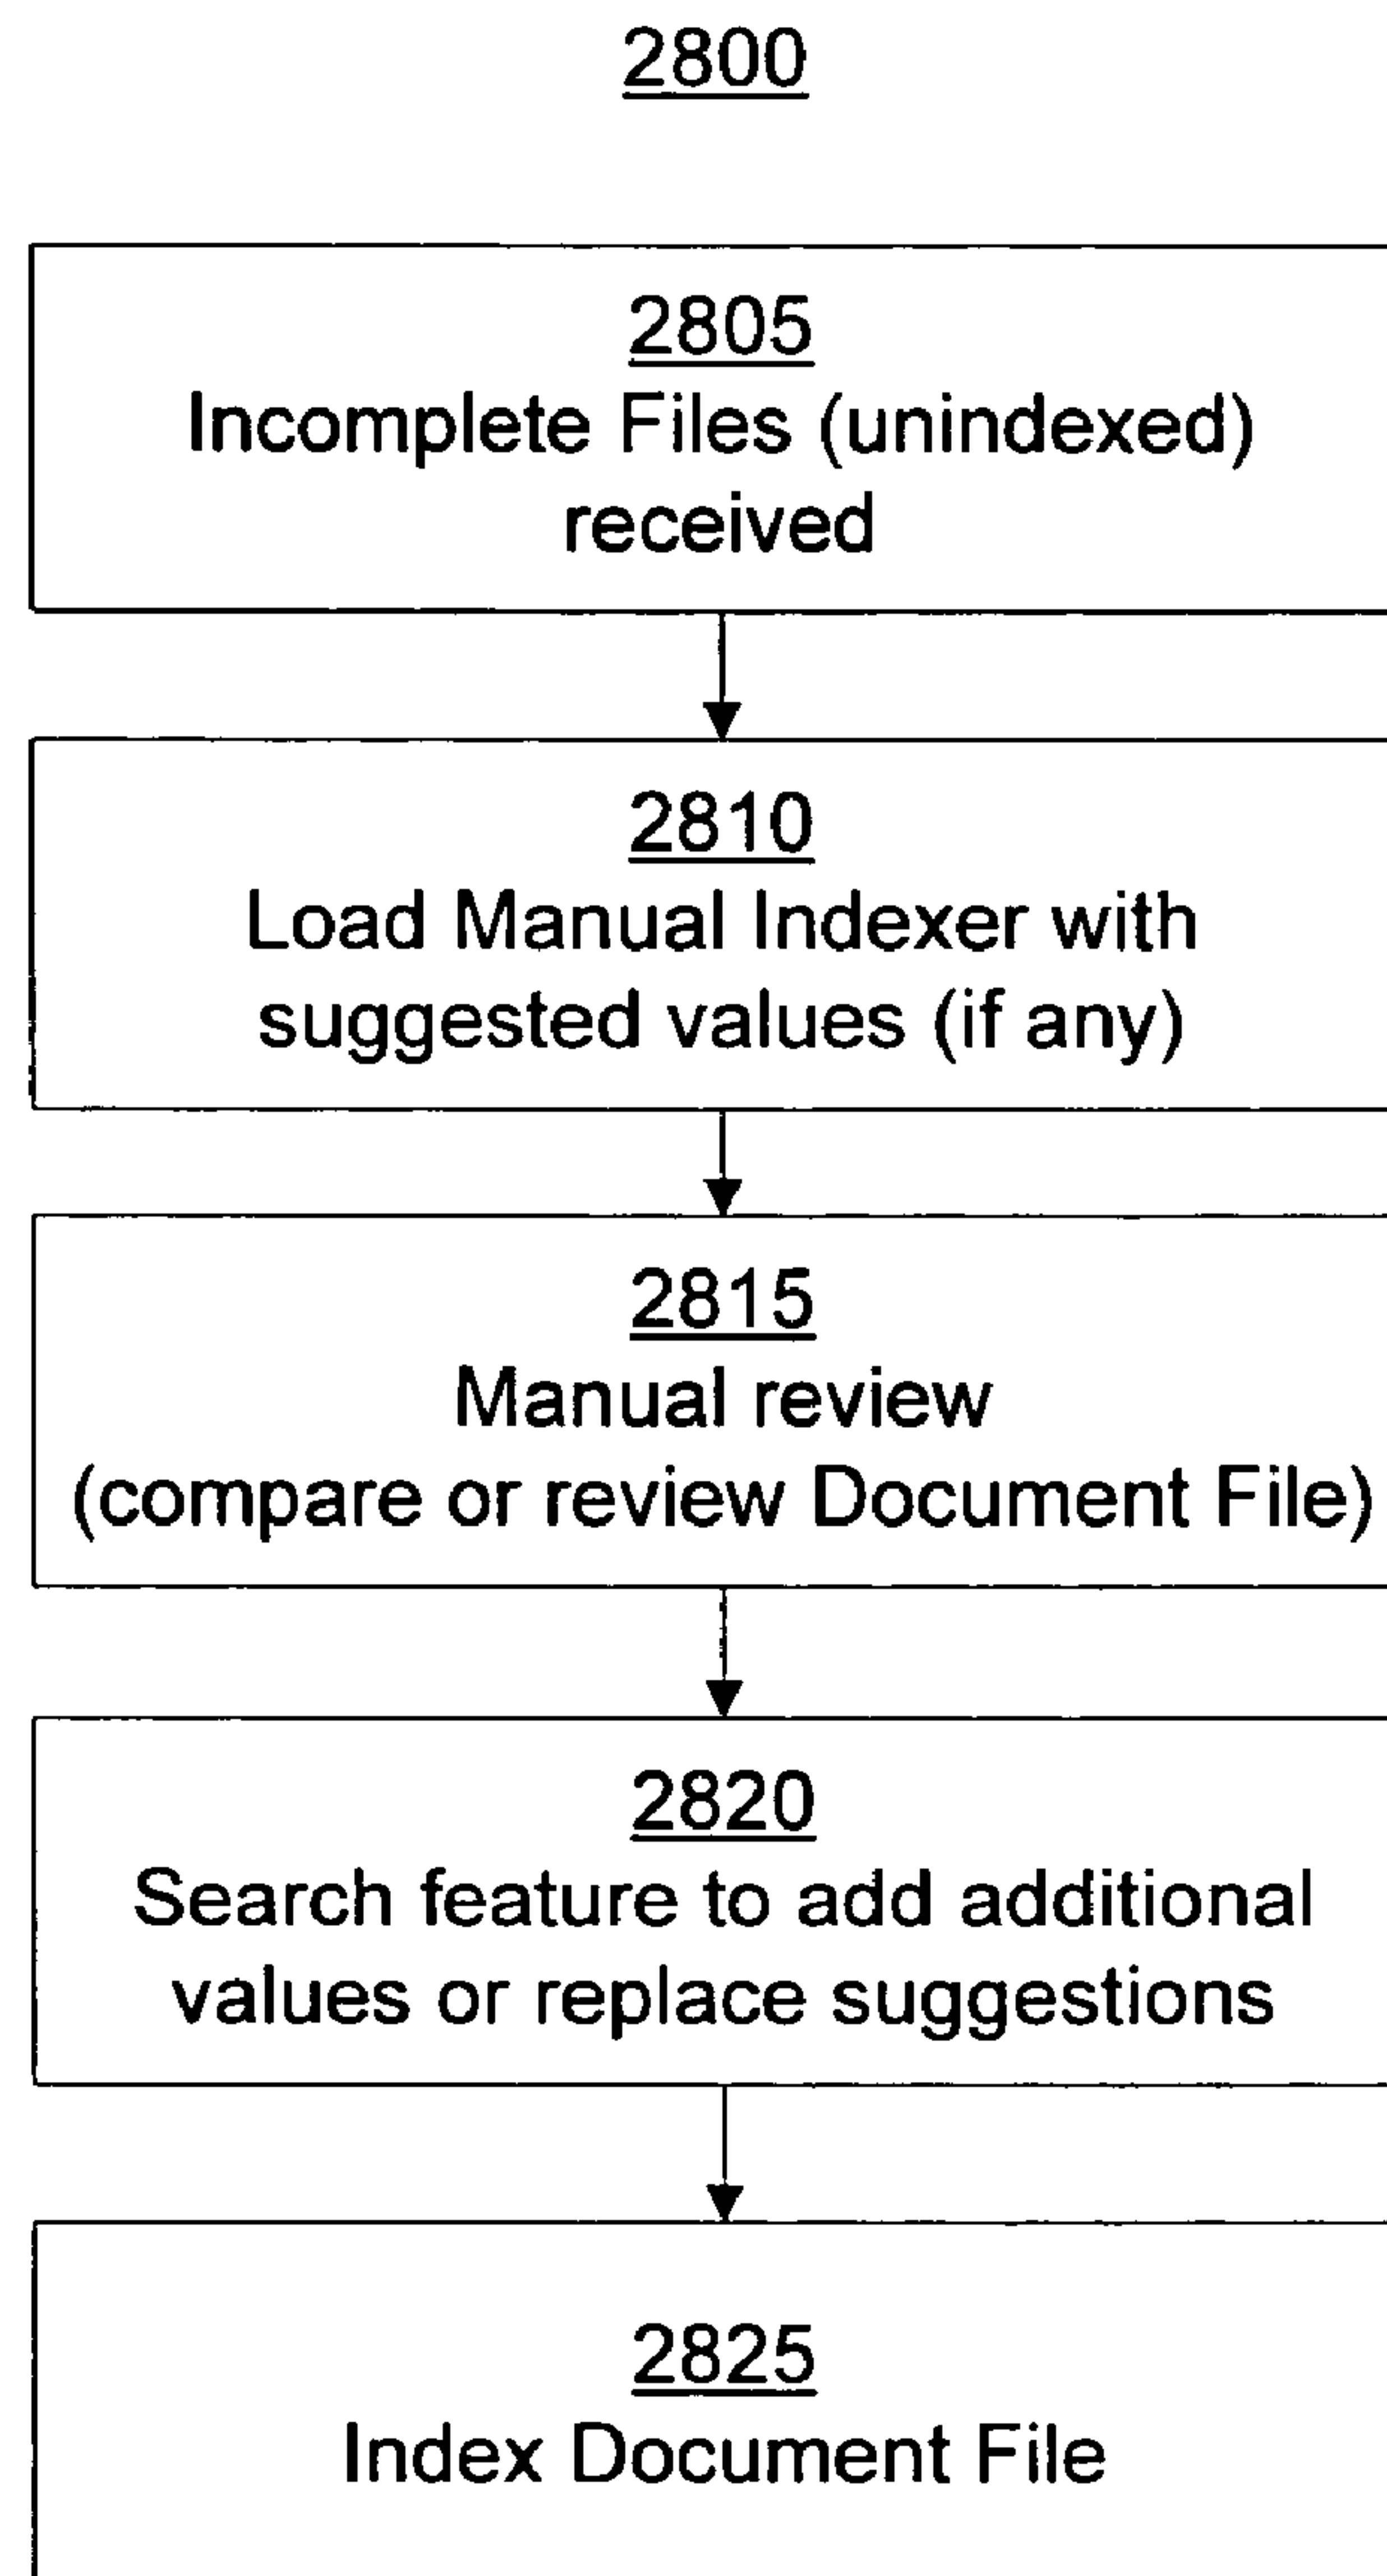 2800
2805
Incomplete Files (unindexed)
received
2810
Load Manual Indexer with
suggested values (if any)
2815
Manual review
(compare or review Document File)
2820
Search feature to add additional
values or replace suggestions
2825
Index Document File